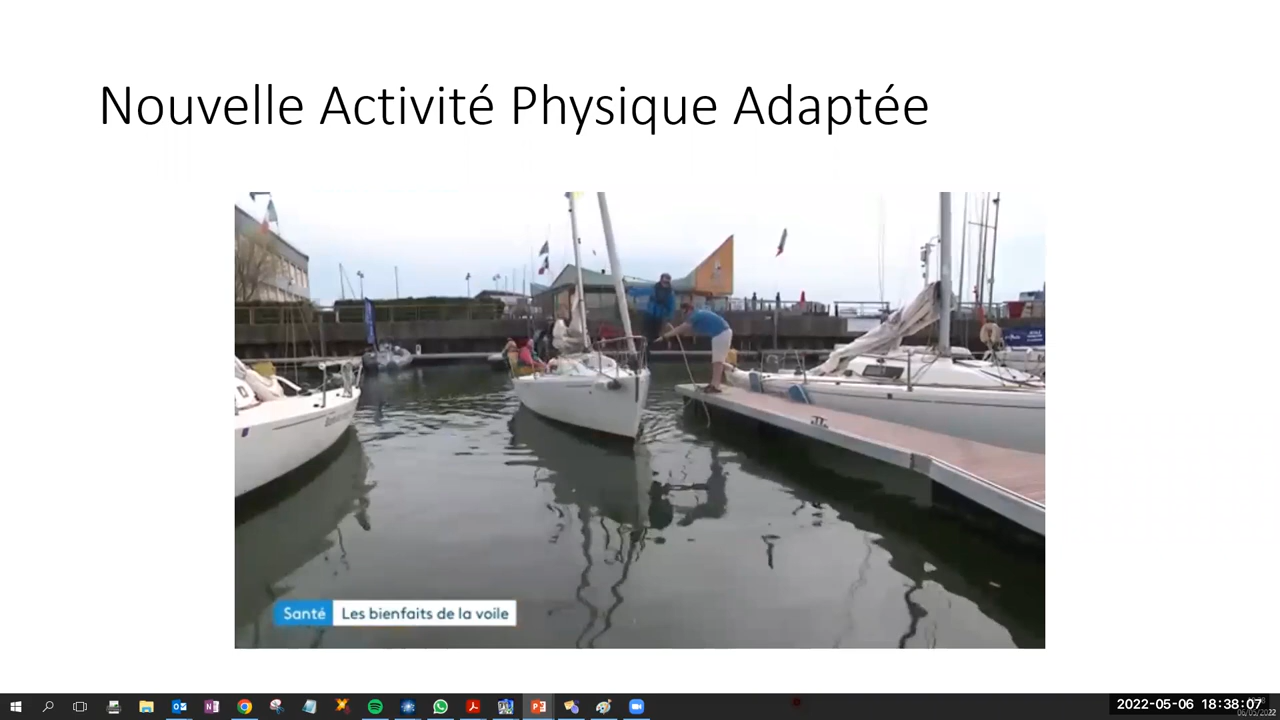 Nouvelle Activité Physique Adaptée
Santé Les bienfaits de la voile
2022-05-06 18:38:07